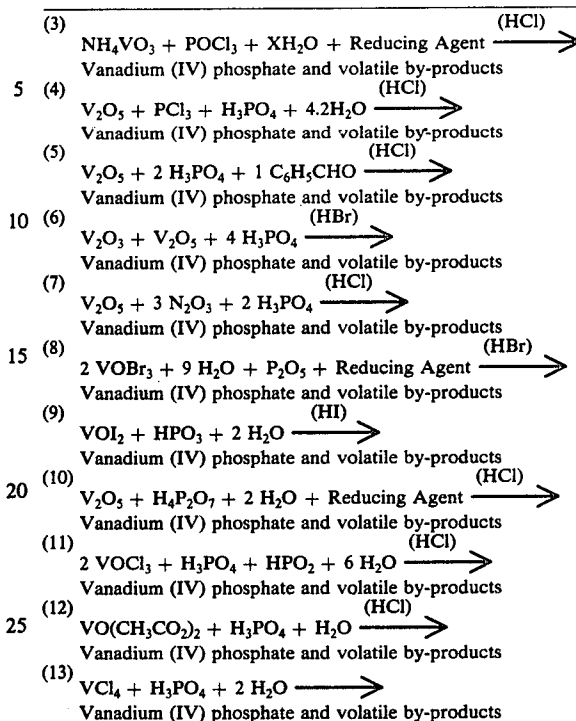 (3)
(HCl)
NH₄VO₃ + POCl₃ + XH₂O + Reducing Agent ⟶
Vanadium (IV) phosphate and volatile by-products
5 (4)
(HCl)
V₂O₅ + PCl₃ + H₃PO₄ + 4.2H₂O ⟶
Vanadium (IV) phosphate and volatile by-products
(5)
(HCl)
V₂O₅ + 2 H₃PO₄ + 1 C₆H₅CHO ⟶
Vanadium (IV) phosphate and volatile by-products
10 (6)
(HBr)
V₂O₃ + V₂O₅ + 4 H₃PO₄ ⟶
Vanadium (IV) phosphate and volatile by-products
(7)
(HCl)
V₂O₅ + 3 N₂O₃ + 2 H₃PO₄ ⟶
Vanadium (IV) phosphate and volatile by-products
15 (8)
(HBr)
2 VOBr₃ + 9 H₂O + P₂O₅ + Reducing Agent ⟶
Vanadium (IV) phosphate and volatile by-products
(9)
(HI)
VOI₂ + HPO₃ + 2 H₂O ⟶
Vanadium (IV) phosphate and volatile by-products
20 (10)
(HCl)
V₂O₅ + H₄P₂O₇ + 2 H₂O + Reducing Agent ⟶
Vanadium (IV) phosphate and volatile by-products
(11)
(HCl)
2 VOCl₃ + H₃PO₄ + HPO₂ + 6 H₂O ⟶
Vanadium (IV) phosphate and volatile by-products
25 (12)
(HCl)
VO(CH₃CO₂)₂ + H₃PO₄ + H₂O ⟶
Vanadium (IV) phosphate and volatile by-products
(13)
VCl₄ + H₃PO₄ + 2 H₂O ⟶
Vanadium (IV) phosphate and volatile by-products